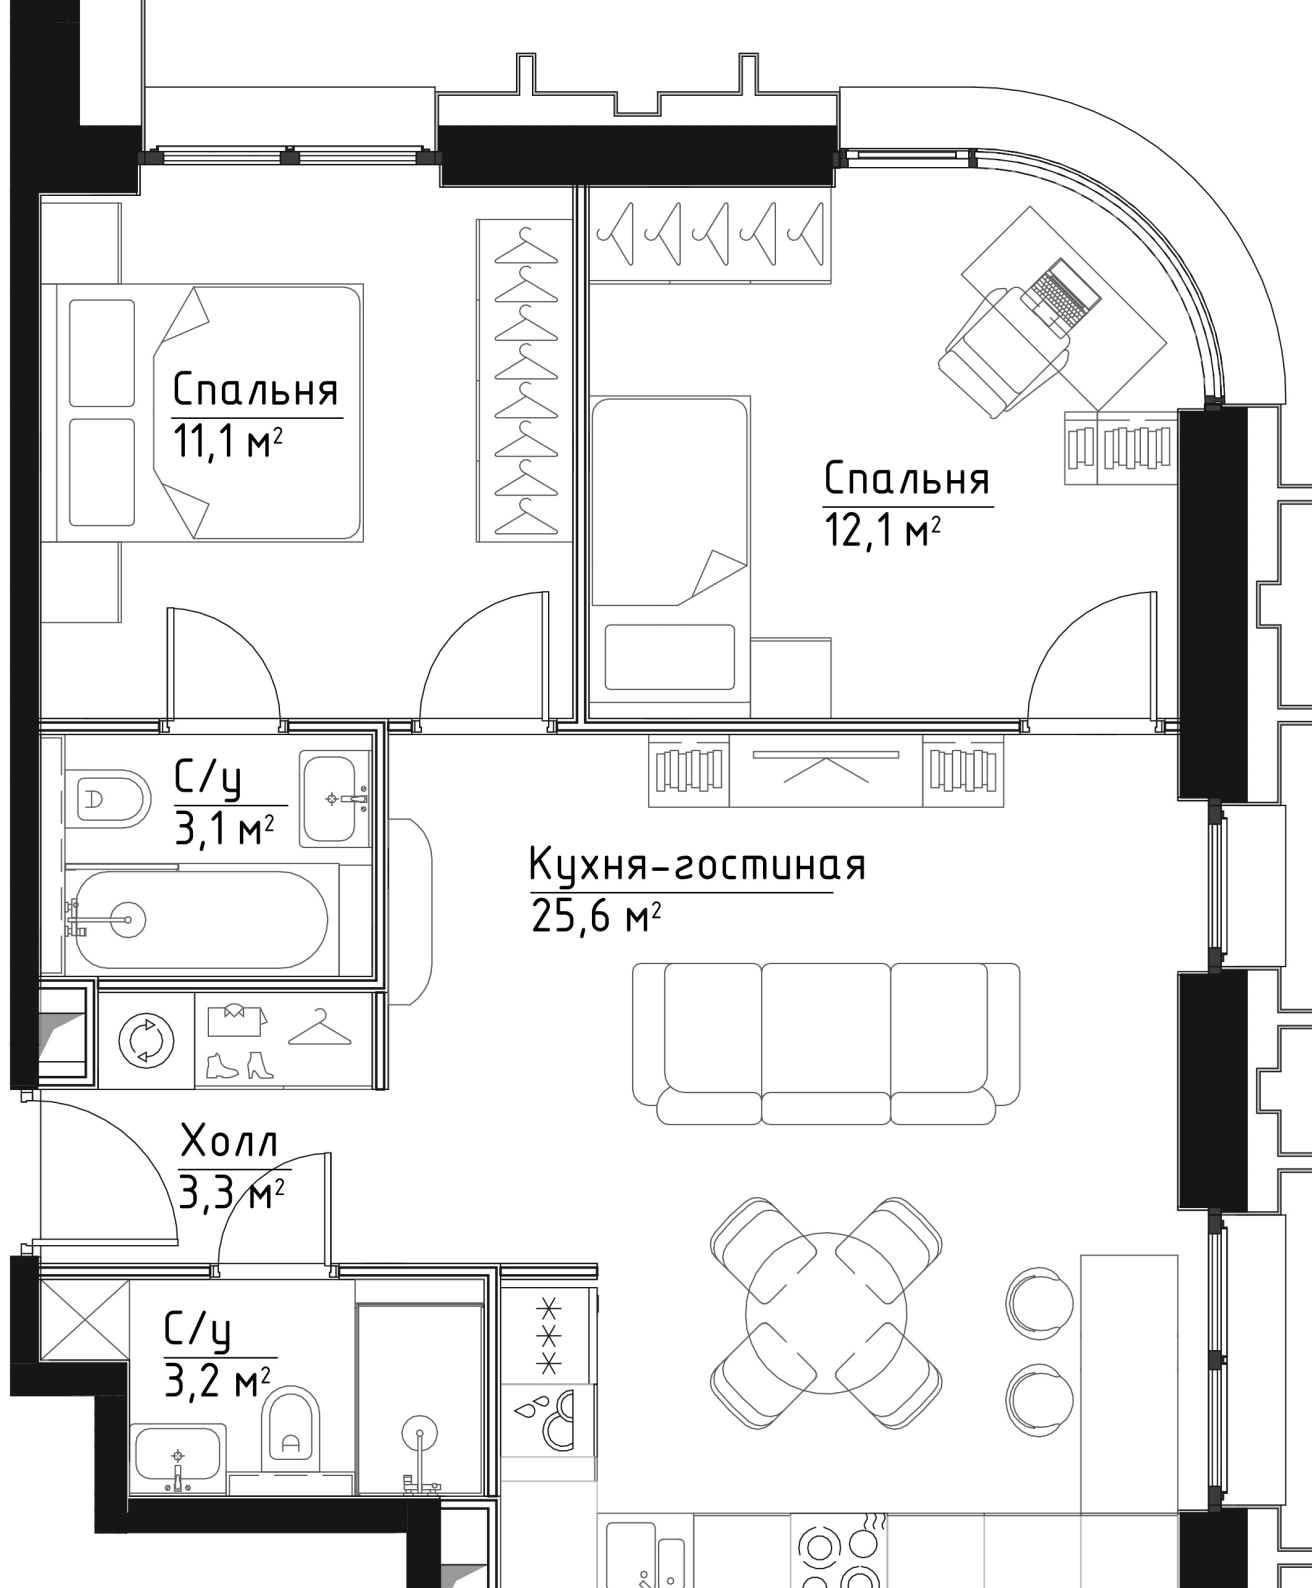 Спальня
11,1 м²
Спальня
12,1 м²
С/у
3,1 м²
Кухня-гостиная
25,6 м²
Холл
3,3 м²
С/у
3,2 м²